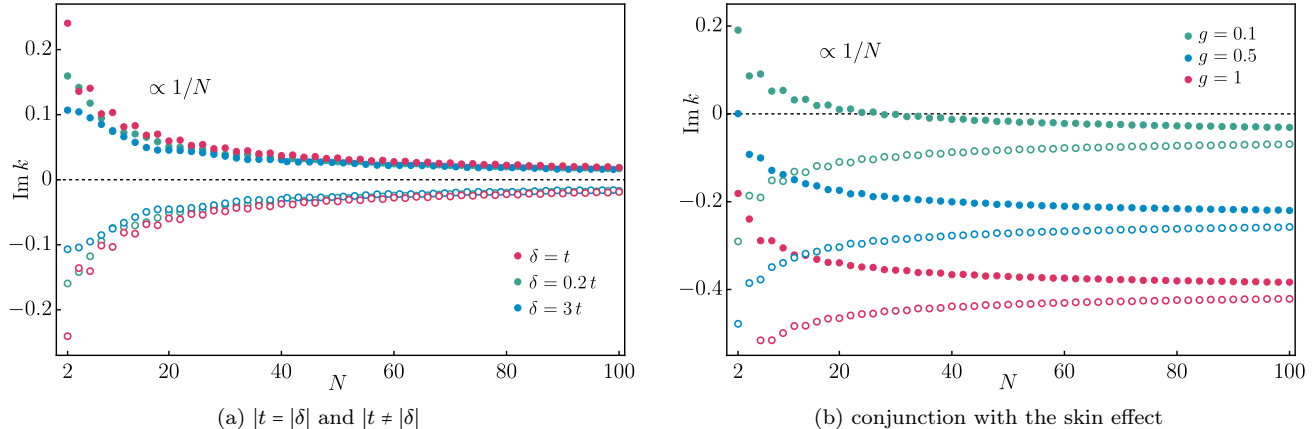 0.2
0.1
0
−0.1
−0.2
Im k
∝ 1/N
δ = t
δ = 0.2 t
δ = 3 t
2
20
40
60
80
100
N
(a) |t = |δ| and |t ≠ |δ|
0.2
0
−0.2
−0.4
Im k
∝ 1/N
g = 0.1
g = 0.5
g = 1
2
20
40
60
80
100
N
(b) conjunction with the skin effect